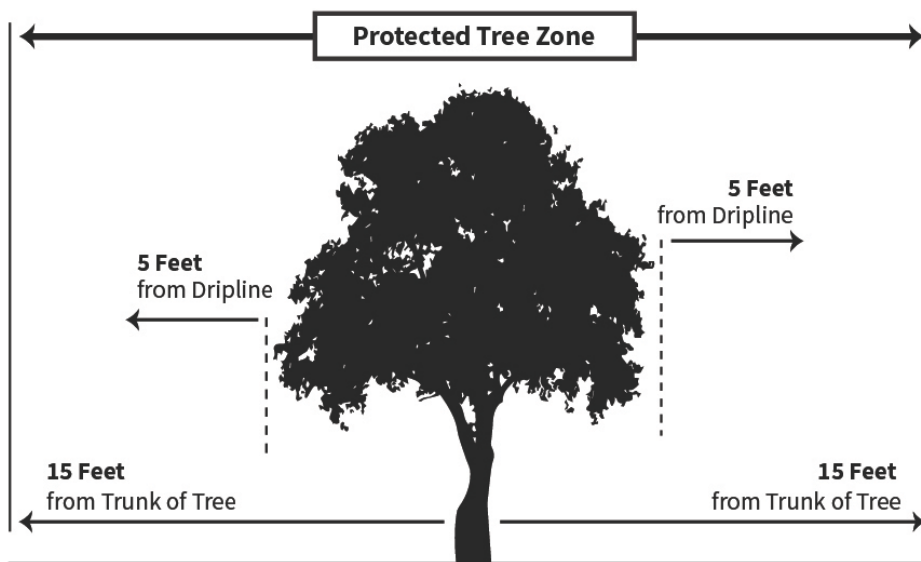 Protected Tree Zone
5 Feet
from Dripline
5 Feet
from Dripline
15 Feet
from Trunk of Tree
15 Feet
from Trunk of Tree